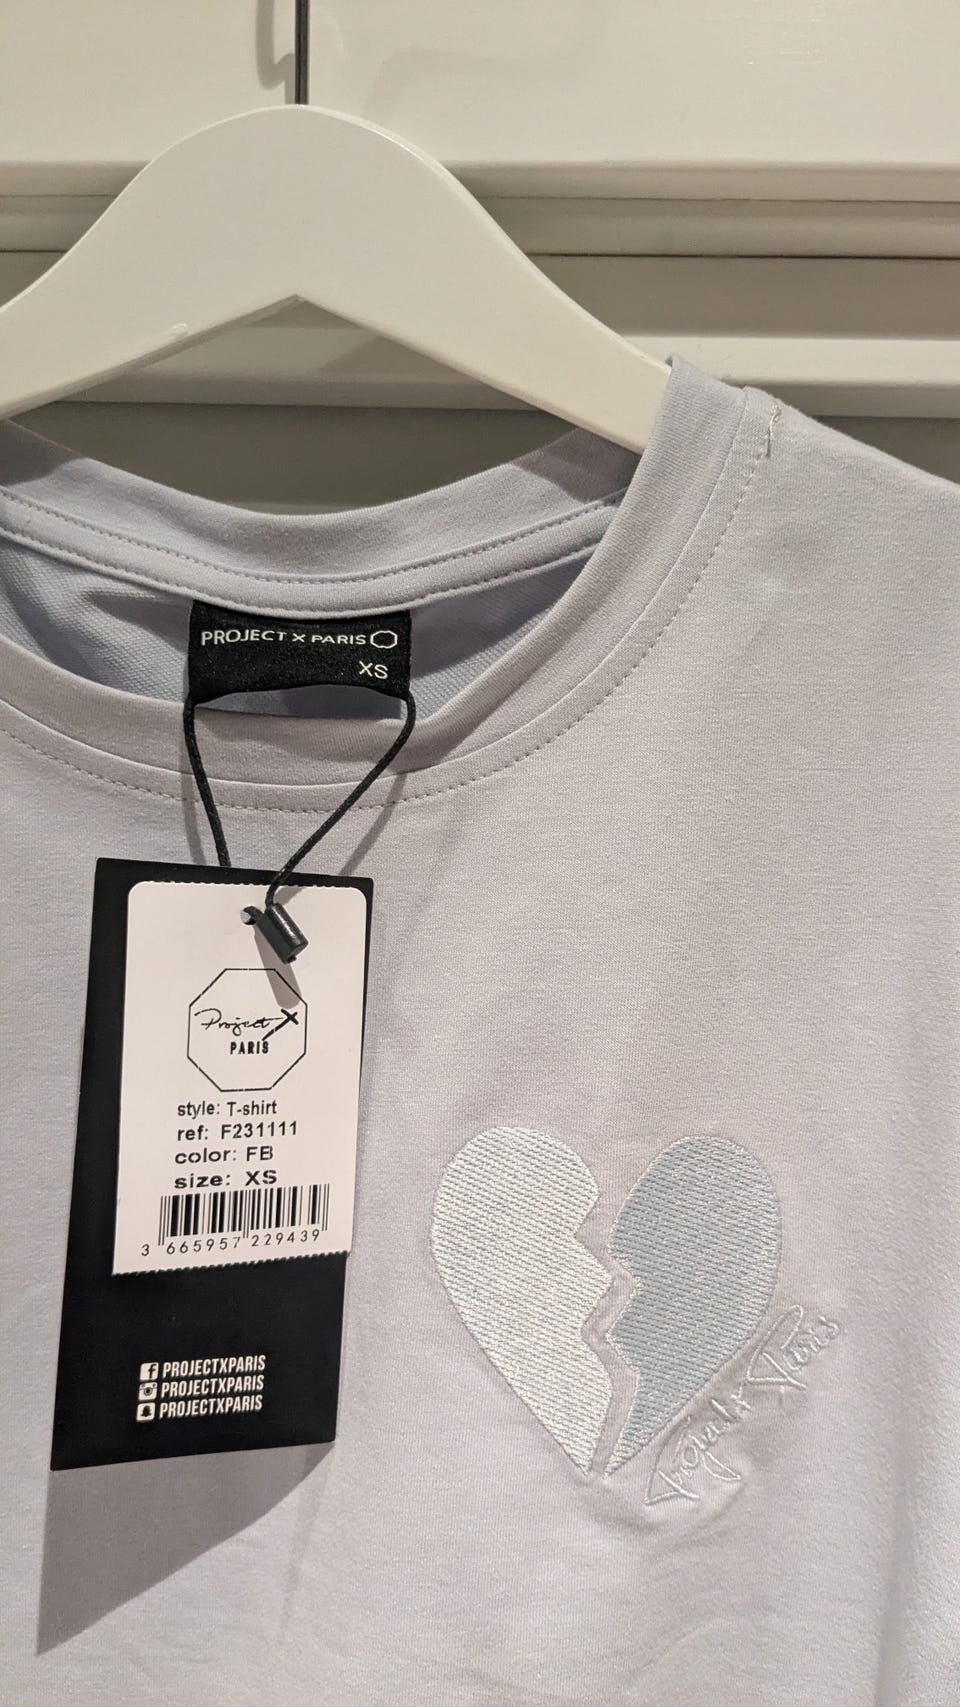 PROJECT X PARIS
XS
Project X
PARIS
style: T-shirt
ref: F231111
color: FB
size: XS
3 665957 229439
PROJECTXPARIS
PROJECTXPARIS
PROJECTXPARIS
Project X Paris